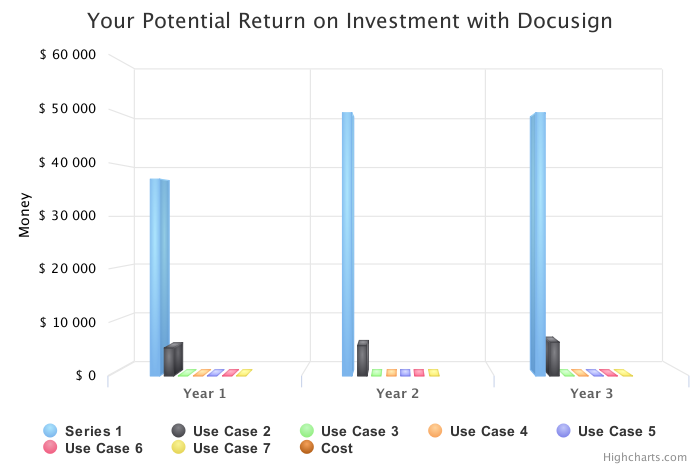 Your Potential Return on Investment with Docusign
$ 60 000
$ 50 000
$ 40 000
$ 30 000
$ 20 000
$ 10 000
$ 0
Money
Year 1 Year 2 Year 3
Series 1 Use Case 2 Use Case 3 Use Case 4 Use Case 5
Use Case 6 Use Case 7 Cost
Highcharts.com